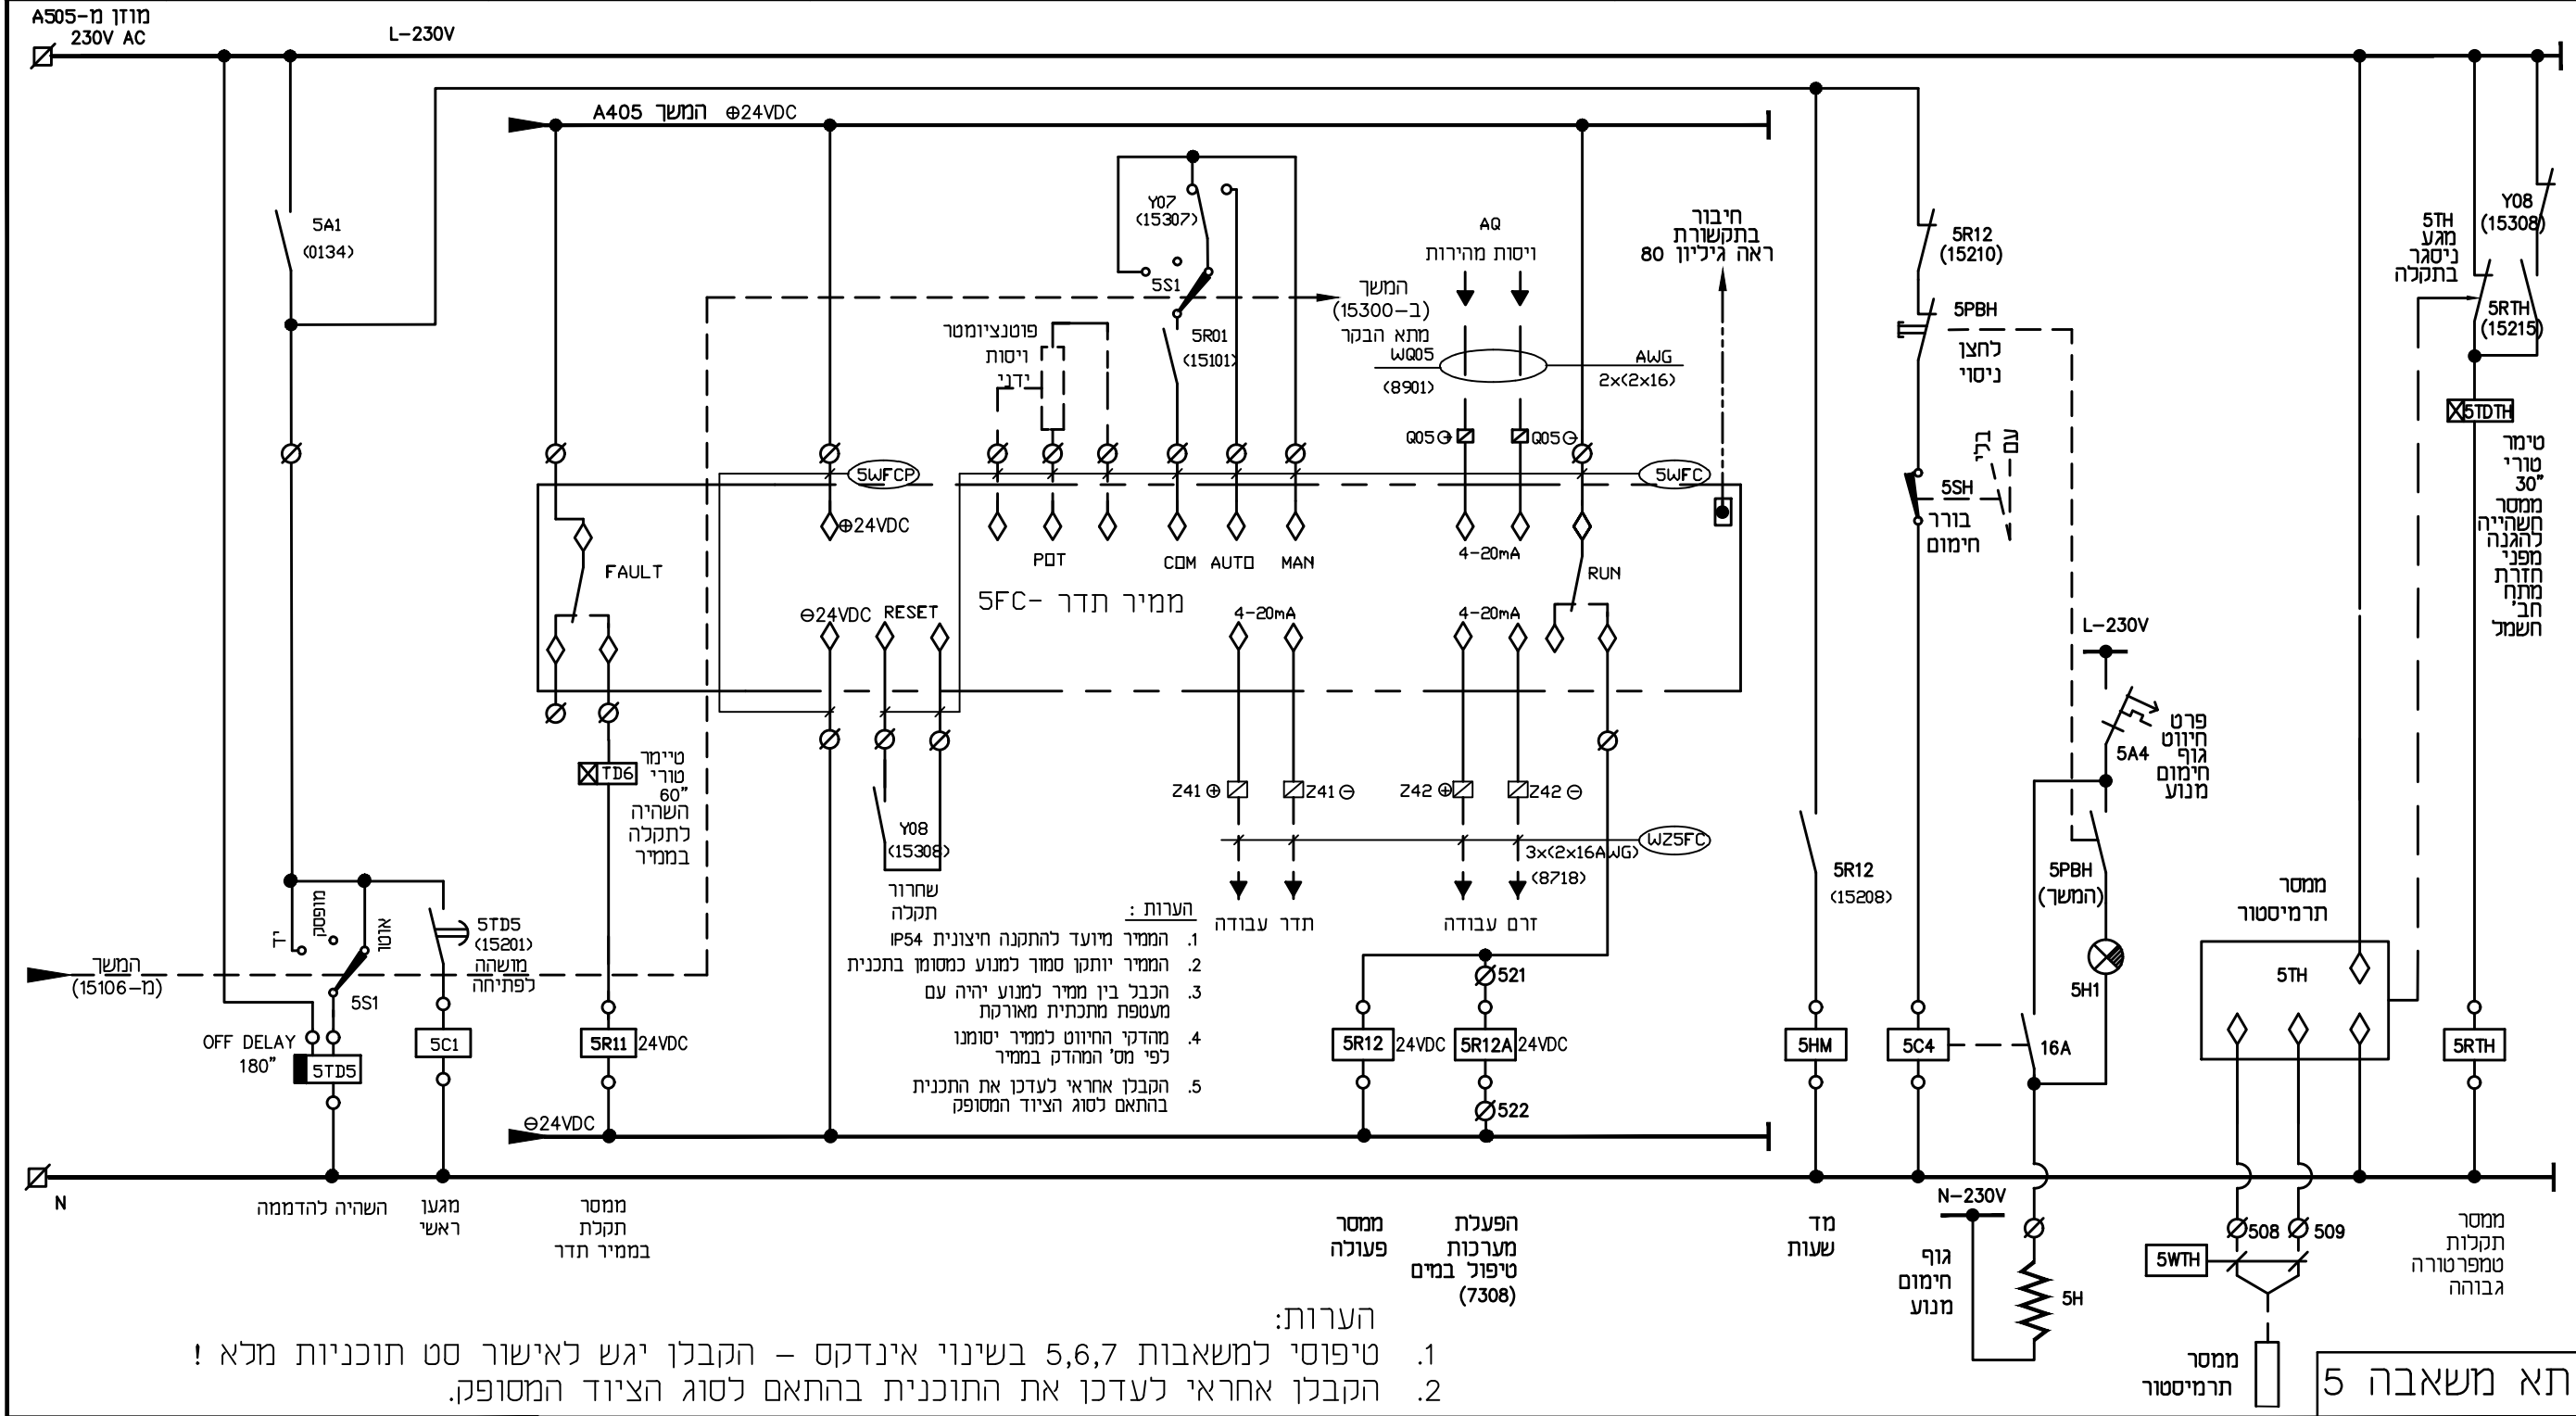 מוזן מ-A505
230V AC
L-230V
המשך A405 ⊕24VDC
5A1
(0134)
Y07
(15307)
5S1
5R01
(15101)
פוטנציומטר
ויסות
ידני
AQ
ויסות מהירות
המשך
(ב-15300)
מתא הבקר
WQ05
(8901)
AWG
2x(2x16)
Q05⊕
Q05⊖
חיבור
בתקשורת
ראה גיליון 80
5R12
(15210)
5PBH
לחצן
ניסוי
בלי
עם
5SH
בורר
חימום
5TH
מגע
ניסגר
בתקלה
Y08
(15308)
5RTH
(15215)
5TDTH
טימר
טורי
30"
ממסר
חשהייה
להגנה
מפני
חזרת
מתח
חב'
חשמל
5WFCP
5WFC
⊕24VDC
POT
COM AUTO MAN
4-20mA
RUN
FAULT
⊖24VDC RESET
5FC- ממיר תדר
4-20mA
4-20mA
L-230V
5A4
פרט
חיווט
גוף
חימום
מנוע
TD6
טיימר
טורי
60"
השהיה
לתקלה
בממיר
Y08
(15308)
שחרור
תקלה
Z41 ⊕
Z41 ⊖
Z42 ⊕
Z42 ⊖
WZ5FC
3x(2x16AWG)
(8718)
תדר עבודה
זרם עבודה
5R12
(15208)
5PBH
(המשך)
5H1
ממסר
תרמיסטור
5TH
יד
מופסק
אוטו
5TD5
(15201)
מושהה
לפתיחה
המשך
(מ-15106)
5S1
OFF DELAY
180"
5TD5
5C1
5R11 24VDC
הערות :
1. הממיר מיועד להתקנה חיצונית IP54
2. הממיר יותקן סמוך למנוע כמסומן בתכנית
3. הכבל בין ממיר למנוע יהיה עם
מעטפת מתכתית מאורקת
4. מהדקי החיווט לממיר יסומנו
לפי מס' המהדק בממיר
5. הקבלן אחראי לעדכן את התכנית
בהתאם לסוג הציוד המסופק
521
5R12 24VDC
5R12A 24VDC
522
5HM
5C4
16A
5RTH
⊖24VDC
N
השהיה להדממה
מגען
ראשי
ממסר
תקלת
בממיר תדר
ממסר
פעולה
הפעלת
מערכות
טיפול במים
(7308)
מד
שעות
N-230V
גוף
חימום
מנוע
5H
508
509
5WTH
ממסר
תרמיסטור
ממסר
תקלות
טמפרטורה
גבוהה
הערות:
1. טיפוסי למשאבות 5,6,7 בשינוי אינדקס – הקבלן יגש לאישור סט תוכניות מלא !
2. הקבלן אחראי לעדכן את התוכנית בהתאם לסוג הציוד המסופק.
תא משאבה 5